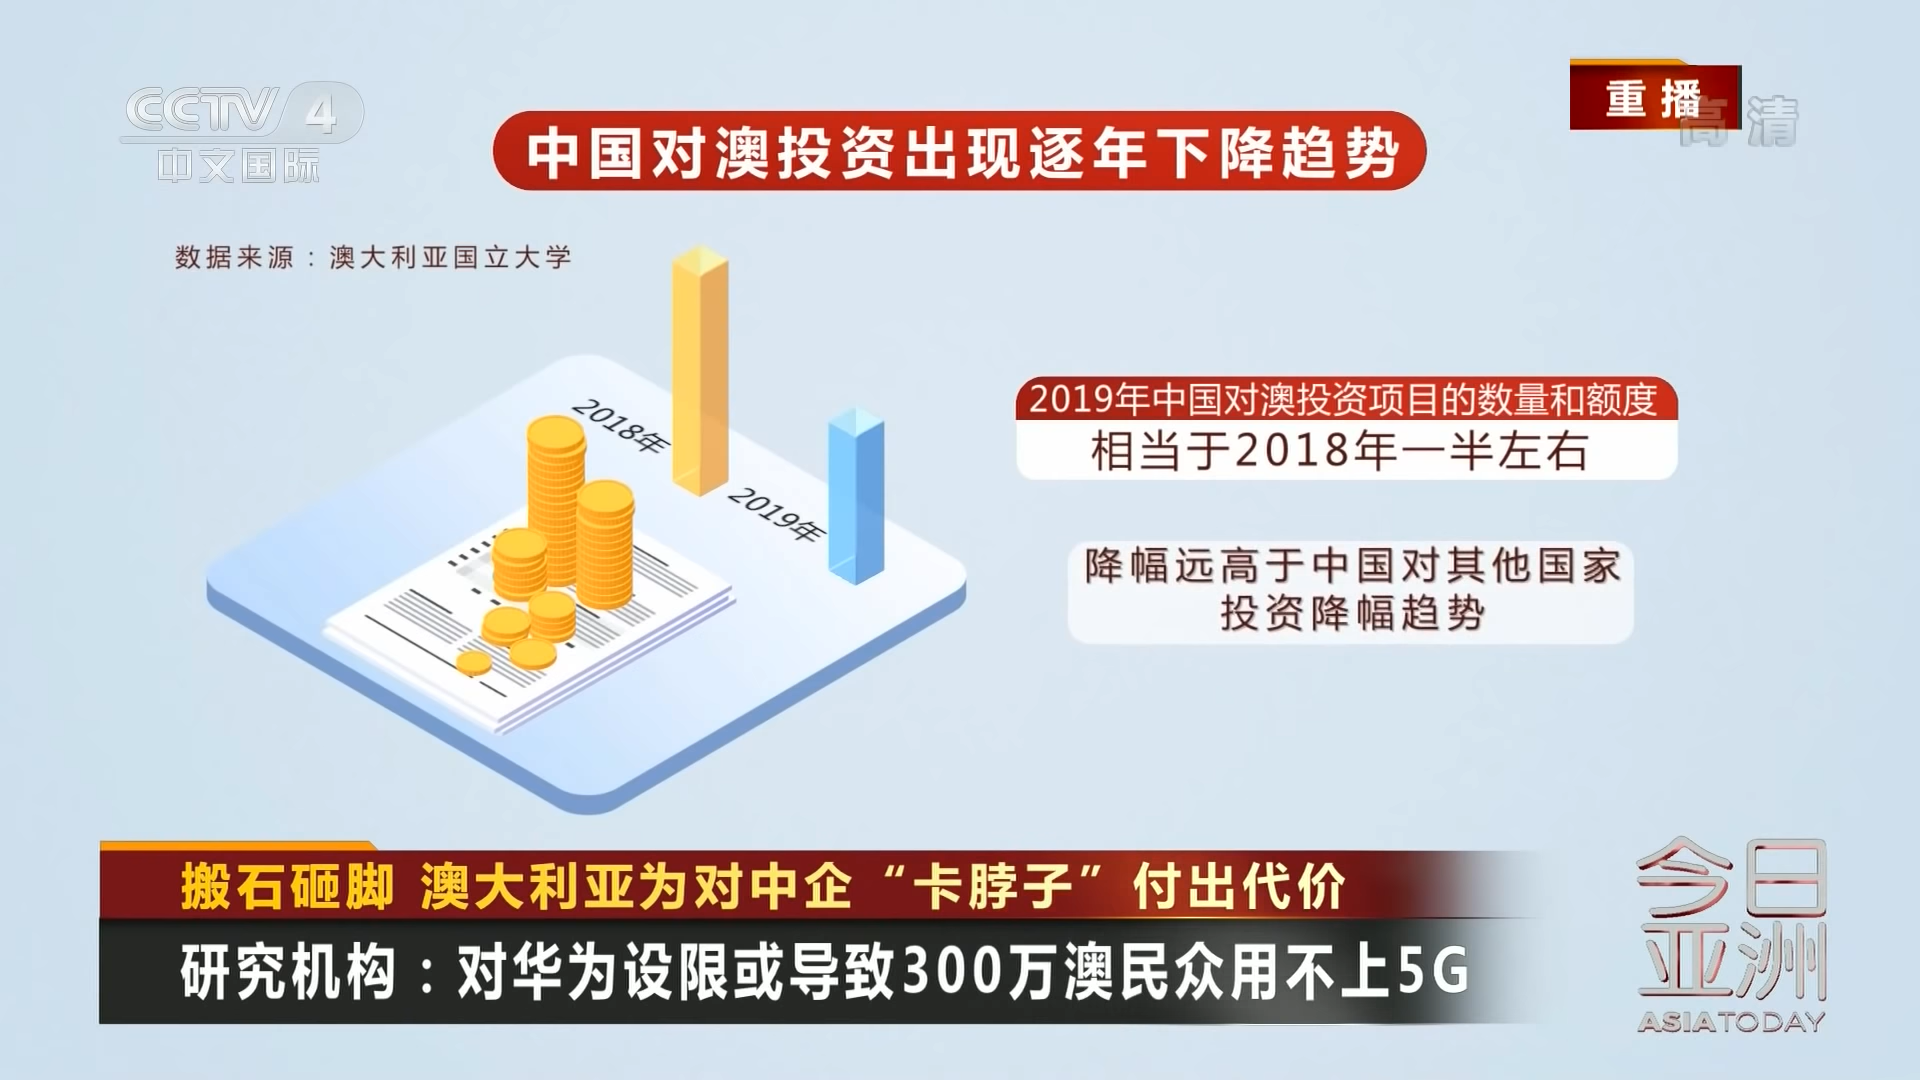 CCTV 4
中文国际
重播
高清
中国对澳投资出现逐年下降趋势
数据来源：澳大利亚国立大学
2018年
2019年
2019年中国对澳投资项目的数量和额度
相当于2018年一半左右
降幅远高于中国对其他国家
投资降幅趋势
搬石砸脚 澳大利亚为对中企“卡脖子”付出代价
研究机构：对华为设限或导致300万澳民众用不上5G
今日
亚洲
ASIATODAY